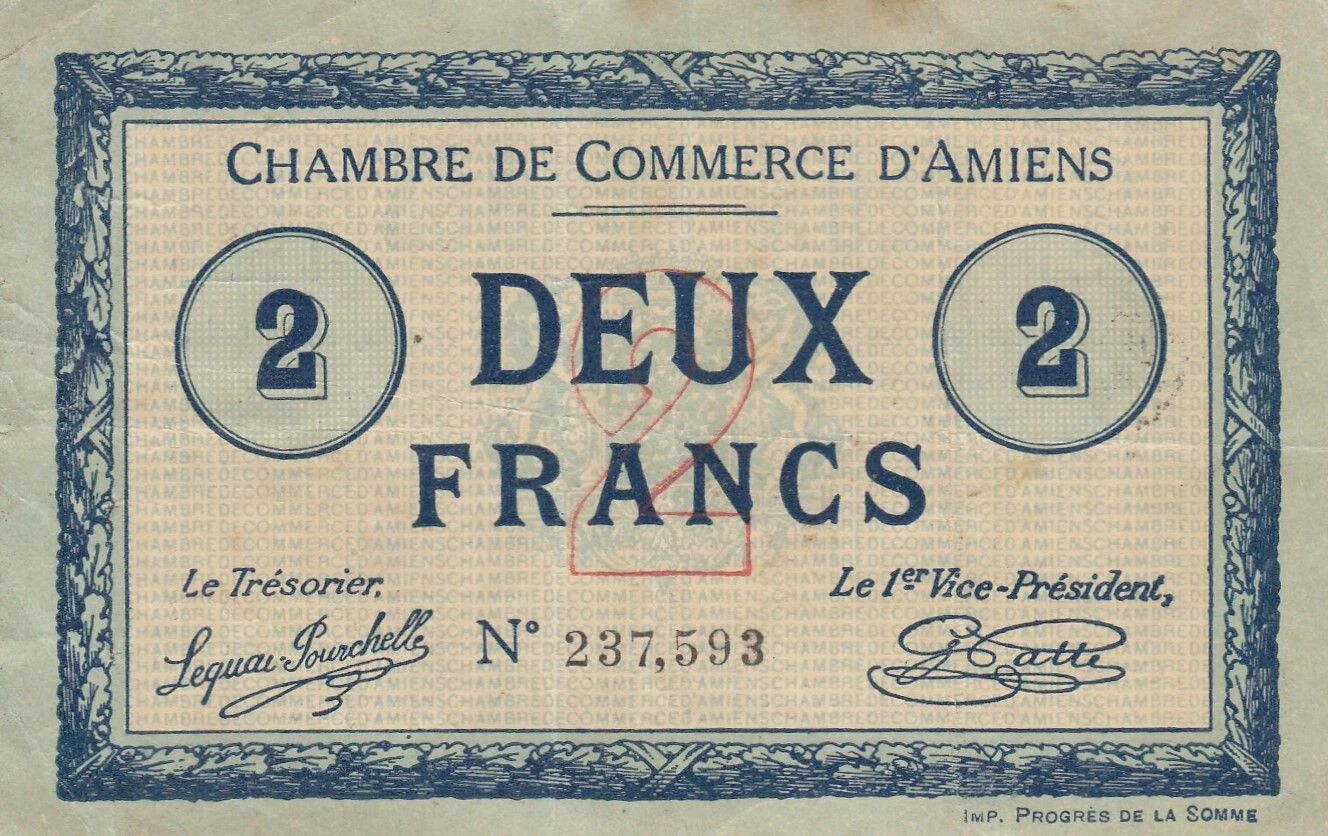 CHAMBRE DE COMMERCE D'AMIENS
2 DEUX 2
2
FRANCS
Le Trésorier, Le 1er Vice-Président,
Lequai-Pourchelle N° 237,593
IMP. PROGRÈS DE LA SOMME